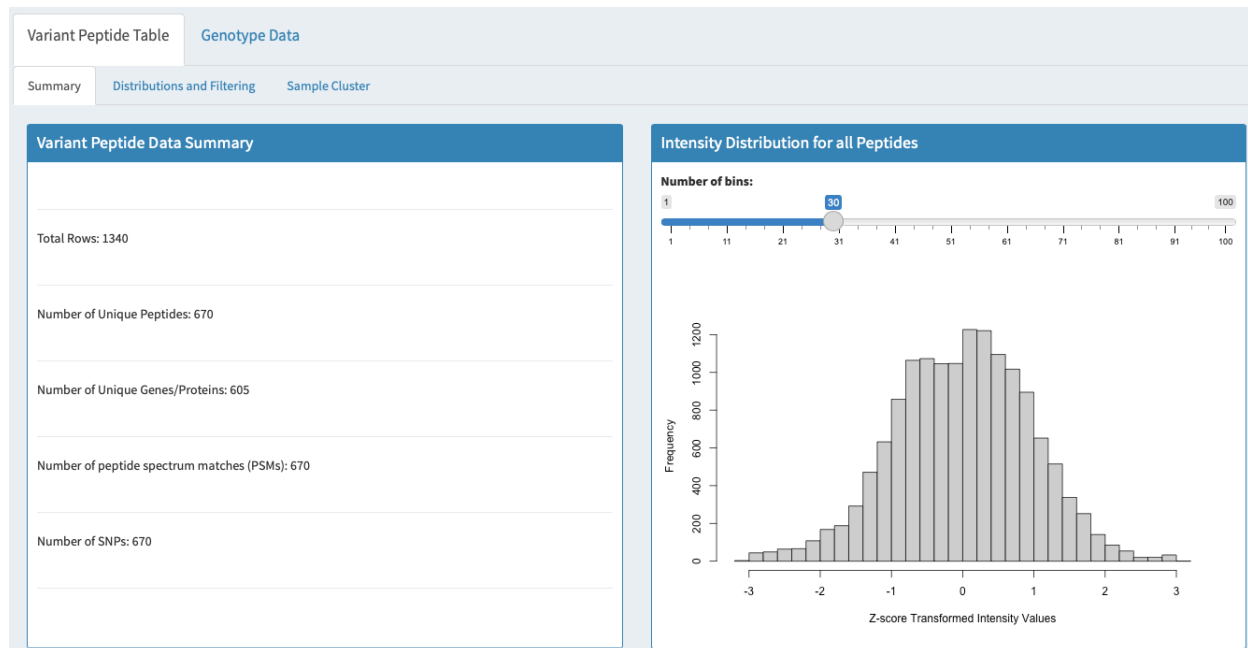 Variant Peptide Table Genotype Data
Summary Distributions and Filtering Sample Cluster
Variant Peptide Data Summary
Total Rows: 1340
Number of Unique Peptides: 670
Number of Unique Genes/Proteins: 605
Number of peptide spectrum matches (PSMs): 670
Number of SNPs: 670
Intensity Distribution for all Peptides
Number of bins:
1 30 100
1 11 21 31 41 51 61 71 81 91 100
Frequency
0 200 400 600 800 1000 1200
-3 -2 -1 0 1 2 3
Z-score Transformed Intensity Values